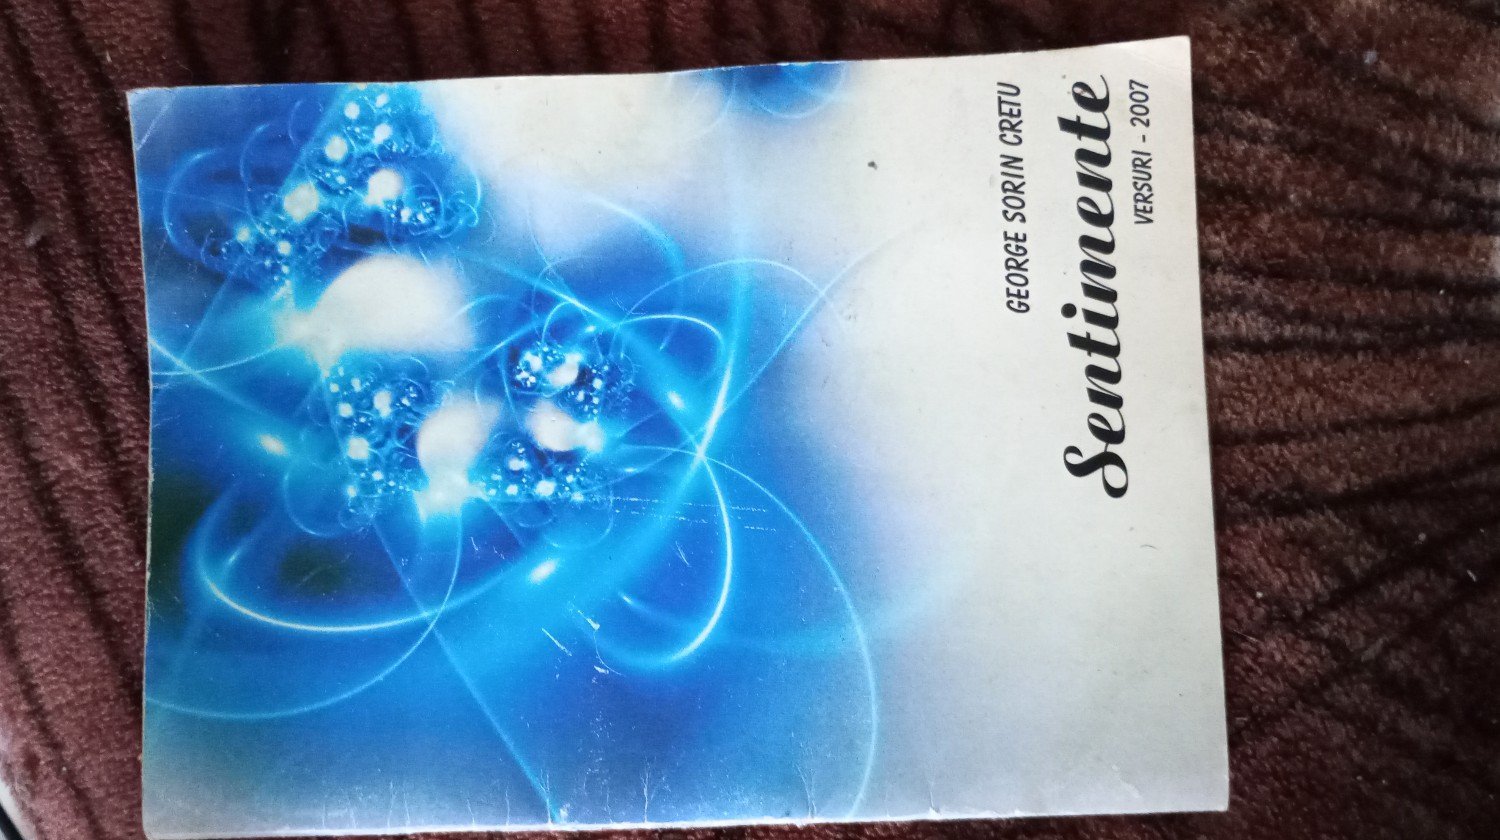 GEORGE SORIN CRETU
Sentimente
VERSURI - 2007